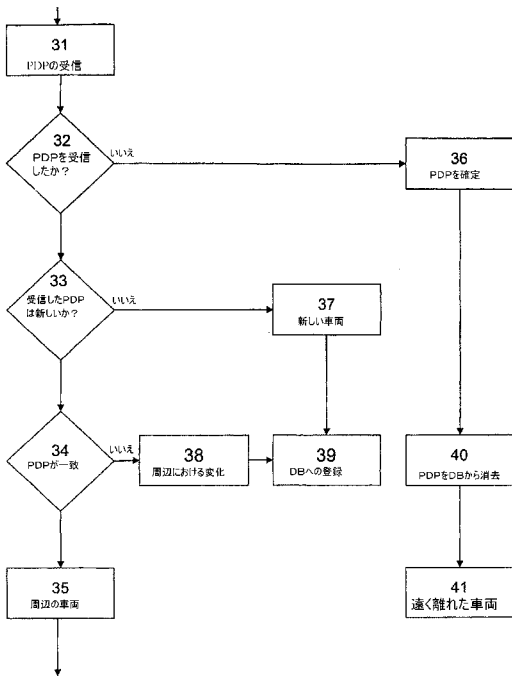 31
PDPの受信
32
PDPを受信
したか？
いいえ
36
PDPを確定
33
受信したPDP
は新しいか？
いいえ
37
新しい車両
34
PDPが一致
いいえ
38
周辺における変化
39
DBへの登録
40
PDPをDBから消去
35
周辺の車両
41
遠く離れた車両